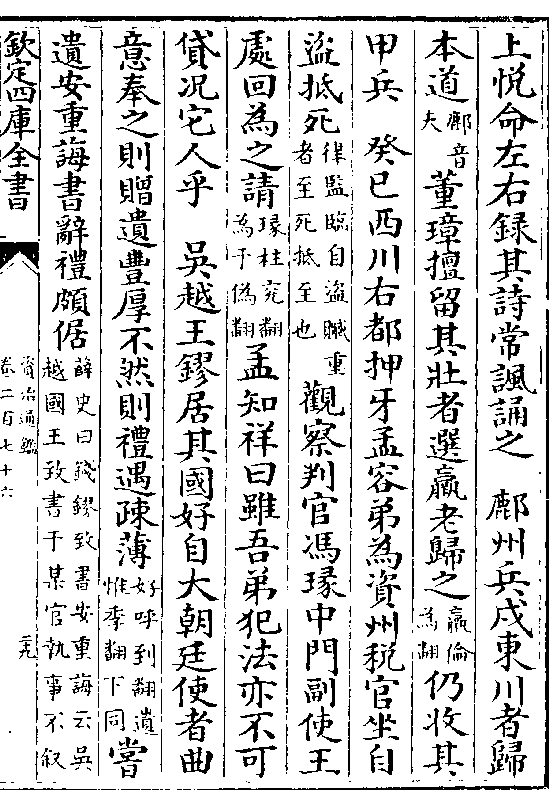 上悅命左右録其詩常諷誦之　鄜州兵戍東川者歸
本道鄜音夫董璋擅留其壯者選羸老歸之羸倫為翻仍收其
甲兵　癸巳西川右都押牙孟容弟為資州税官坐自
盜抵死律監臨自盜贓重者至死抵至也觀察判官馮瑑中門副使王
處回為之請瑑柱兖翻為于偽翻孟知祥曰雖吾弟犯法亦不可
貸況它人乎　吳越王鏐居其國好自大朝廷使者曲
意奉之則贈遺豐厚不然則禮遇疎薄好呼到翻遺惟季翻下同嘗
遺安重誨書辭禮頗倨薛史曰錢鏐致書安重誨云吳越國王致書于某官執事不叙
欽定四庫全書
資治通鑑
卷二百七十六